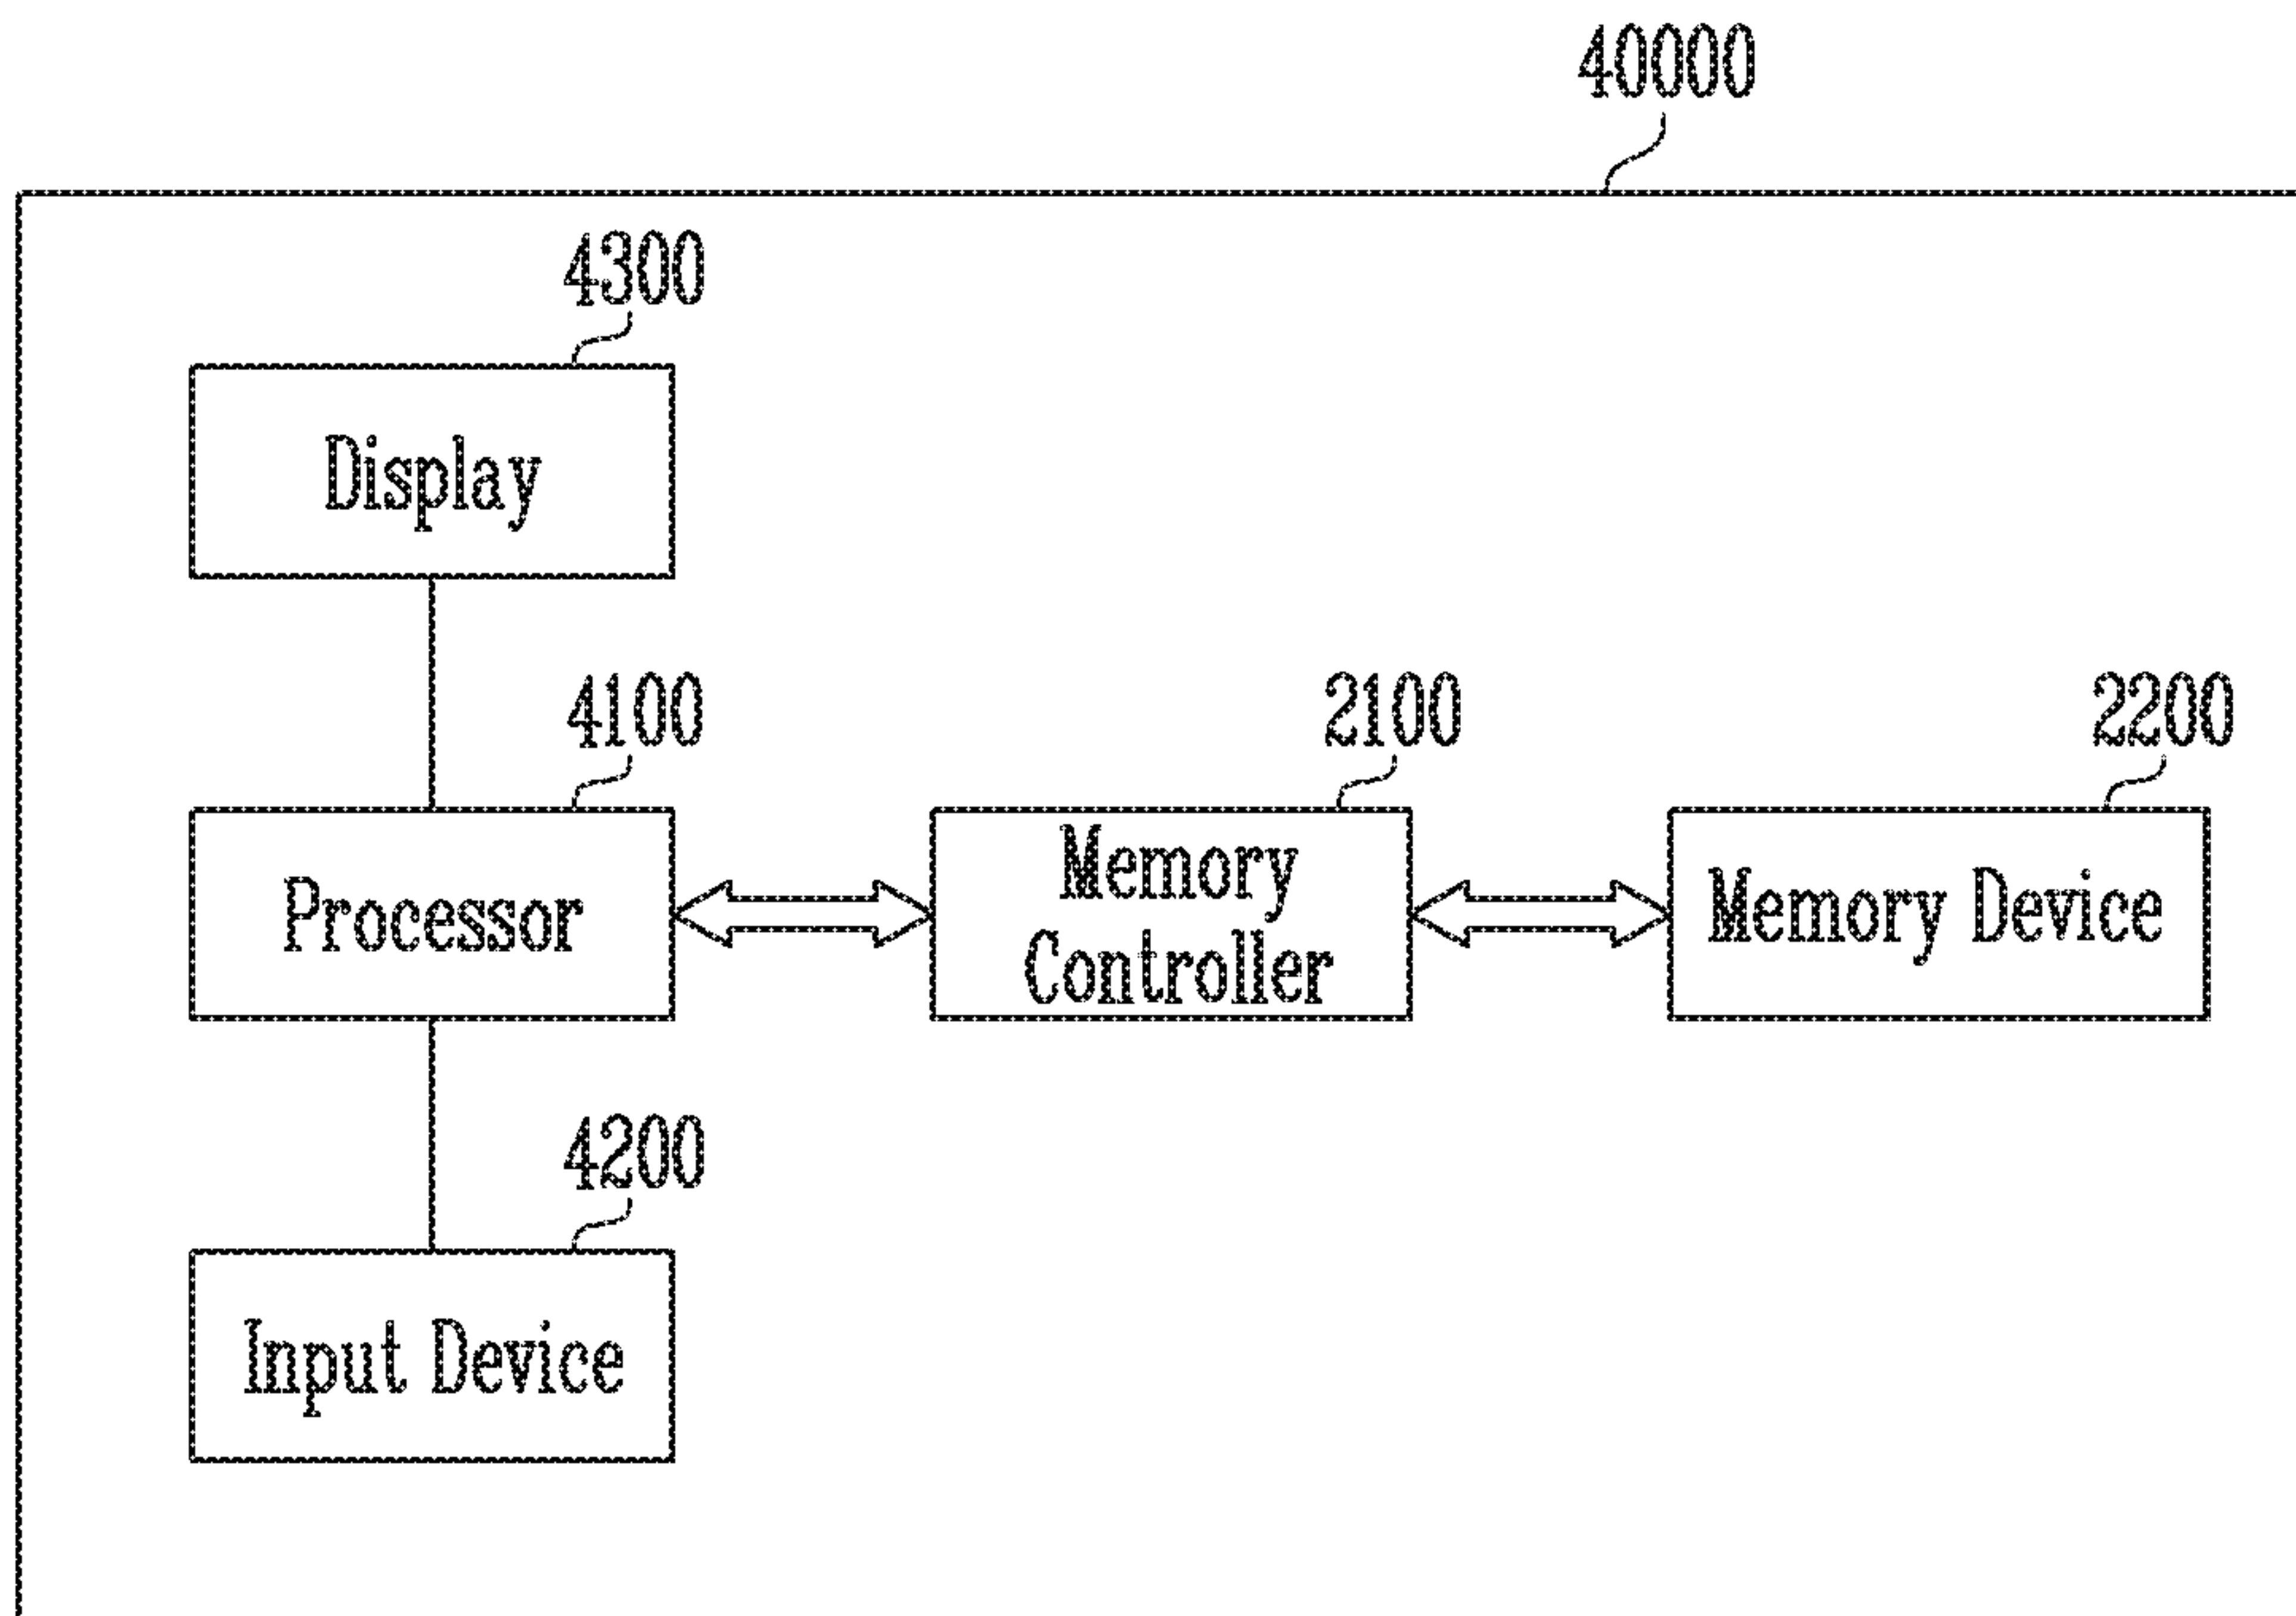 40000
4300
Display
4100
2100
2200
Processor
Memory
Controller
Memory Device
4200
Input Device